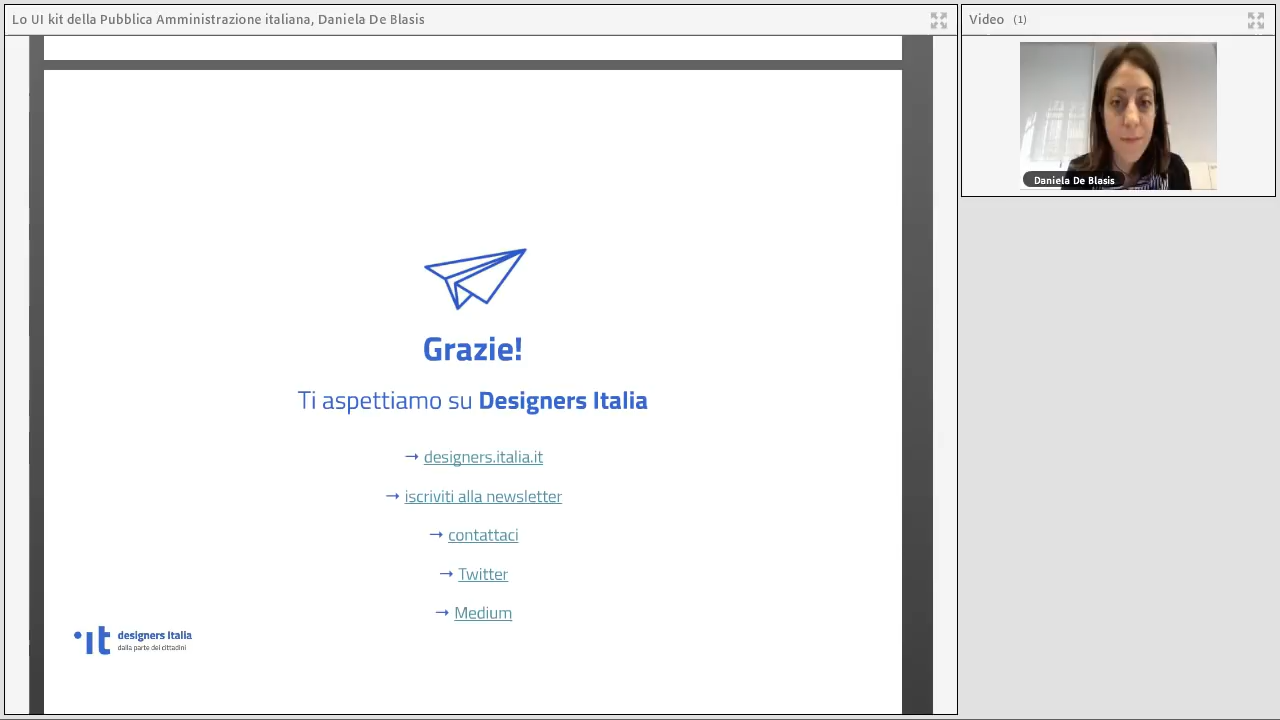 Lo UI kit della Pubblica Amministrazione italiana, Daniela De Blasis
Video (1)
Daniela De Blasis
Grazie!
Ti aspettiamo su Designers Italia
→ designers.italia.it
→ iscriviti alla newsletter
→ contattaci
→ Twitter
→ Medium
it designers italia
dalla parte dei cittadini